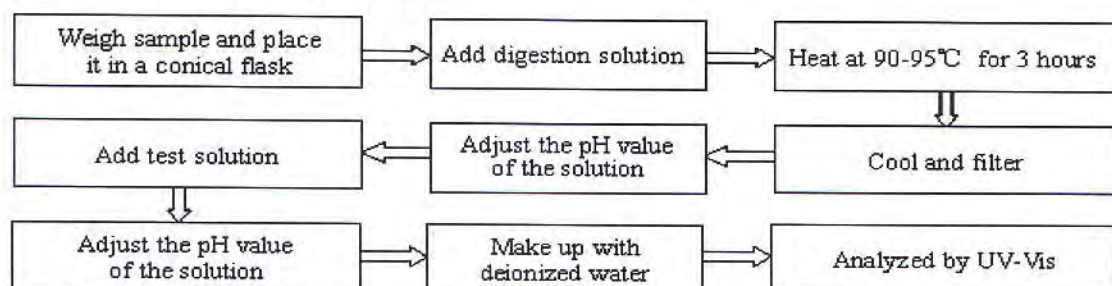 Weigh sample and place
it in a conical flask
Add digestion solution
Heat at 90-95℃ for 3 hours
Cool and filter
Adjust the pH value
of the solution
Add test solution
Adjust the pH value
of the solution
Make up with
deionized water
Analyzed by UV-Vis